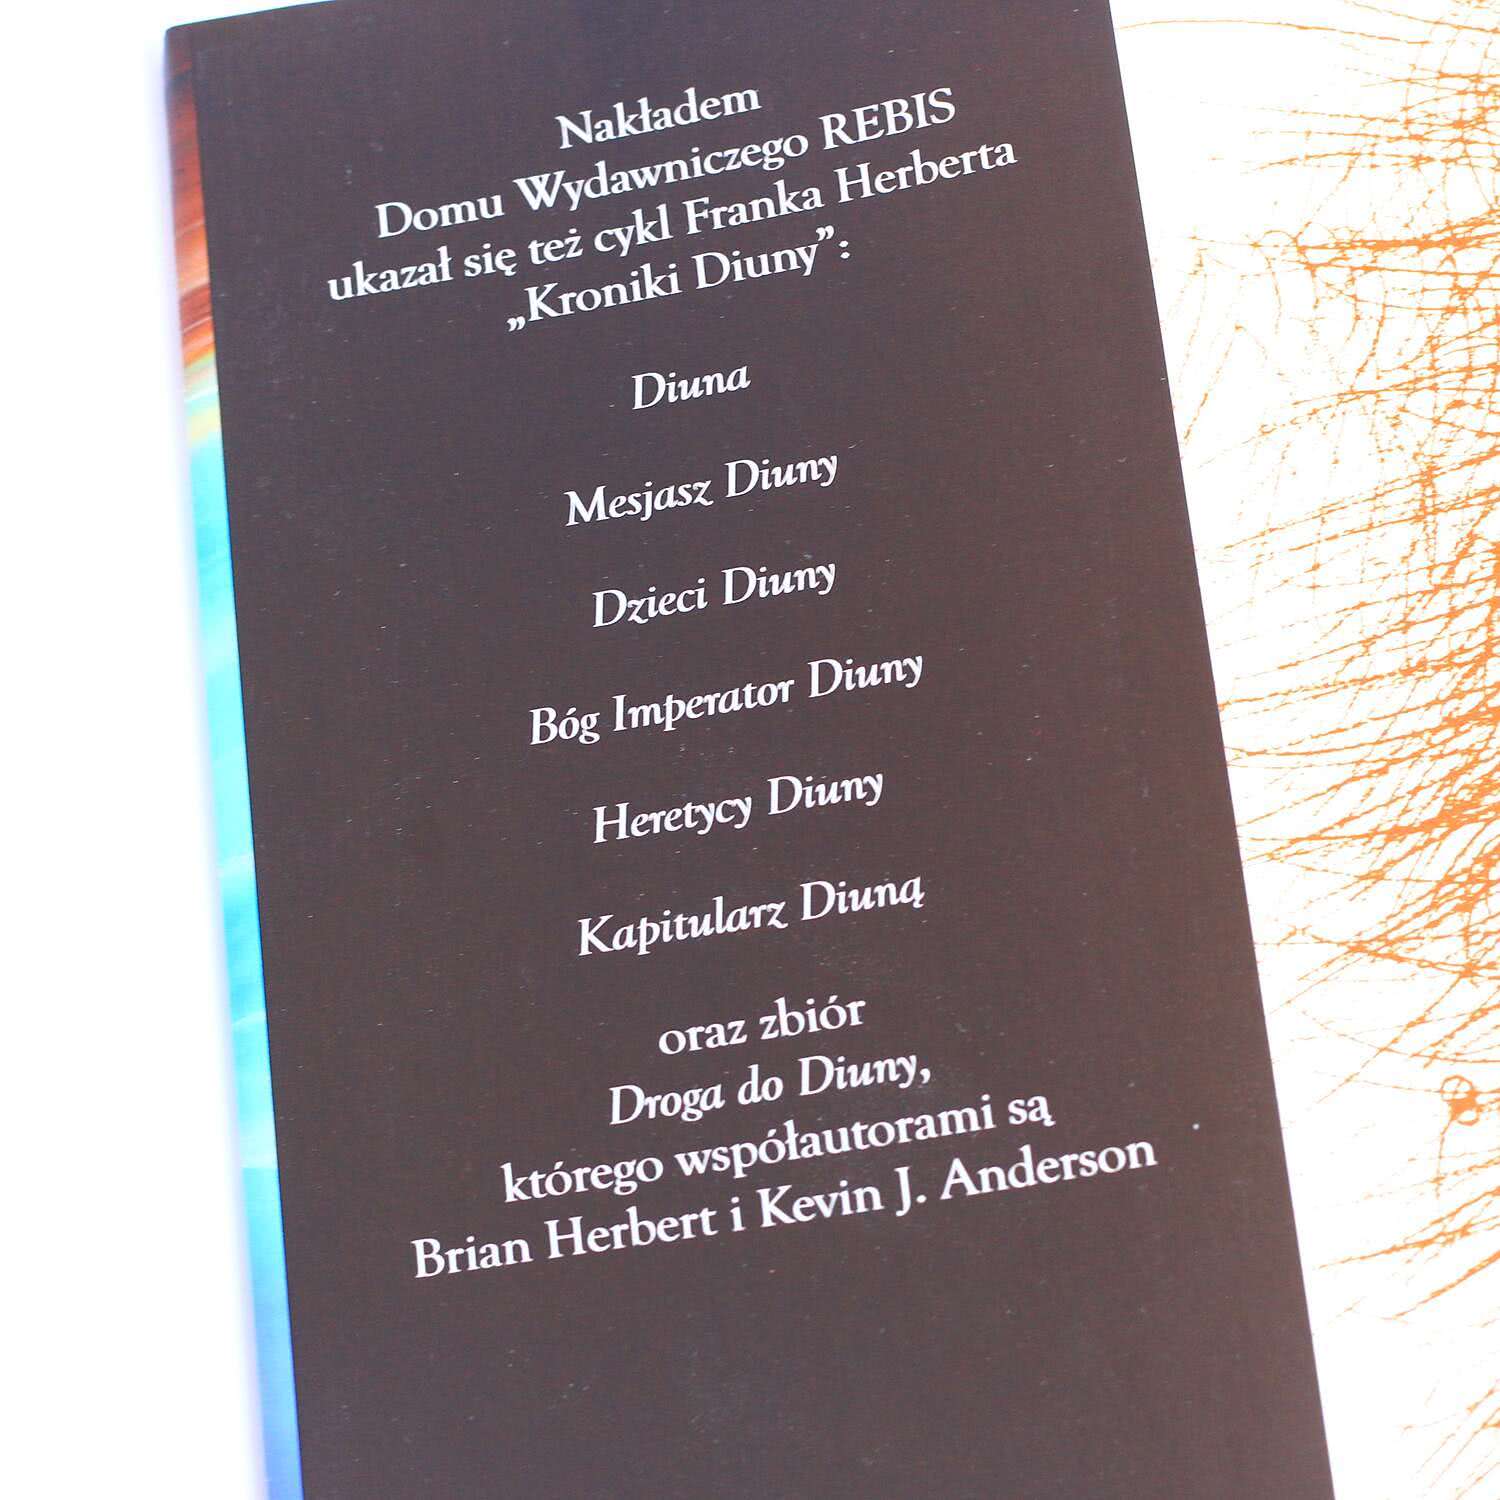 Nakładem
Domu Wydawniczego REBIS
ukazał się też cykl Franka Herberta
„Kroniki Diuny”:
Diuna
Mesjasz Diuny
Dzieci Diuny
Bóg Imperator Diuny
Heretycy Diuny
Kapitularz Diuną
oraz zbiór
Droga do Diuny,
którego współautorami są
Brian Herbert i Kevin J. Anderson